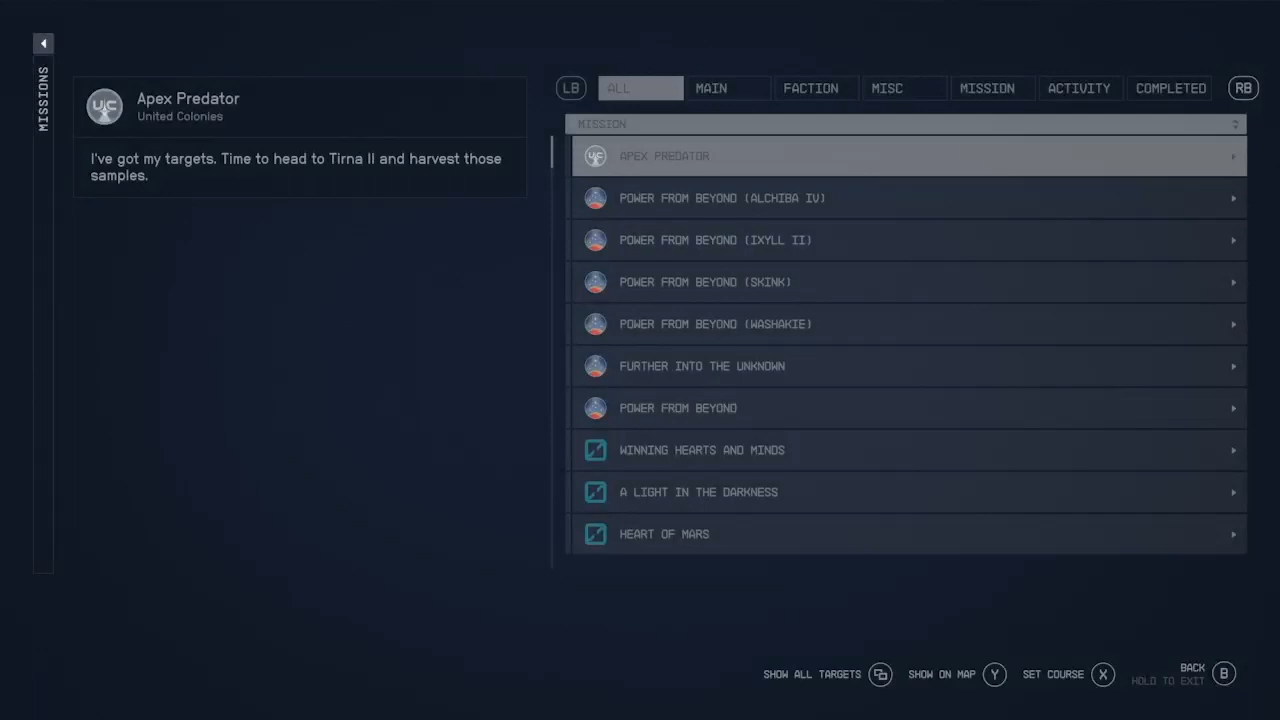 MISSIONS
UC
Apex Predator
United Colonies
I've got my targets. Time to head to Tirna II and harvest those
samples.
LB ALL MAIN FACTION MISC MISSION ACTIVITY COMPLETED RB
MISSION
UC APEX PREDATOR
POWER FROM BEYOND (ALCHIBA IV)
POWER FROM BEYOND (IXYLL II)
POWER FROM BEYOND (SKINK)
POWER FROM BEYOND (WASHAKIE)
FURTHER INTO THE UNKNOWN
POWER FROM BEYOND
WINNING HEARTS AND MINDS
A LIGHT IN THE DARKNESS
HEART OF MARS
SHOW ALL TARGETS SHOW ON MAP Y SET COURSE X BACK B
HOLD TO EXIT